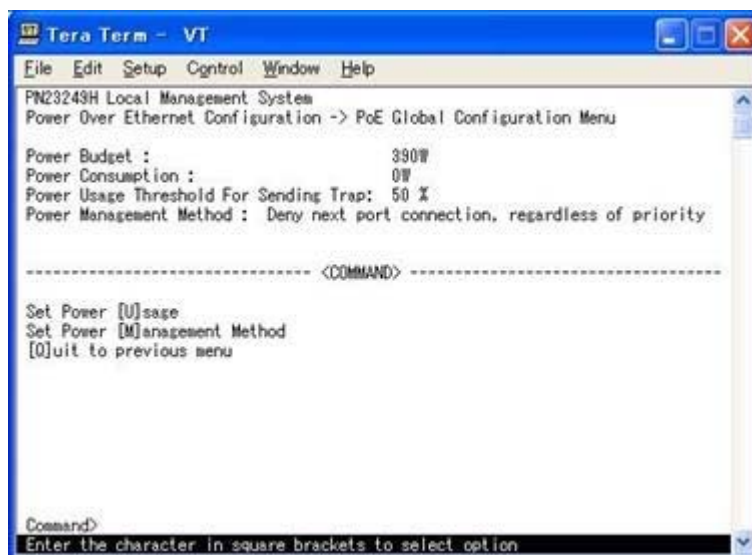 Tera Term - VT
File Edit Setup Control Window Help
PN23249H Local Management System
Power Over Ethernet Configuration -> PoE Global Configuration Menu
Power Budget : 390W
Power Consumption : 0W
Power Usage Threshold For Sending Trap: 50 %
Power Management Method : Deny next port connection, regardless of priority
-------------------------------- <COMMAND> -----------------------------------
Set Power [U]sage
Set Power [M]anagement Method
[Q]uit to previous menu
Command>
Enter the character in square brackets to select option